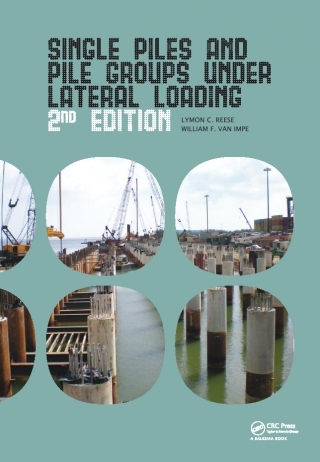 SINGLE PILES AND
PILE GROUPS UNDER
LATERAL LOADING
2ND EDITION
LYMON C. REESE
WILLIAM F. VAN IMPE
CRC
CRC Press
Taylor & Francis Group
A BALKEMA BOOK